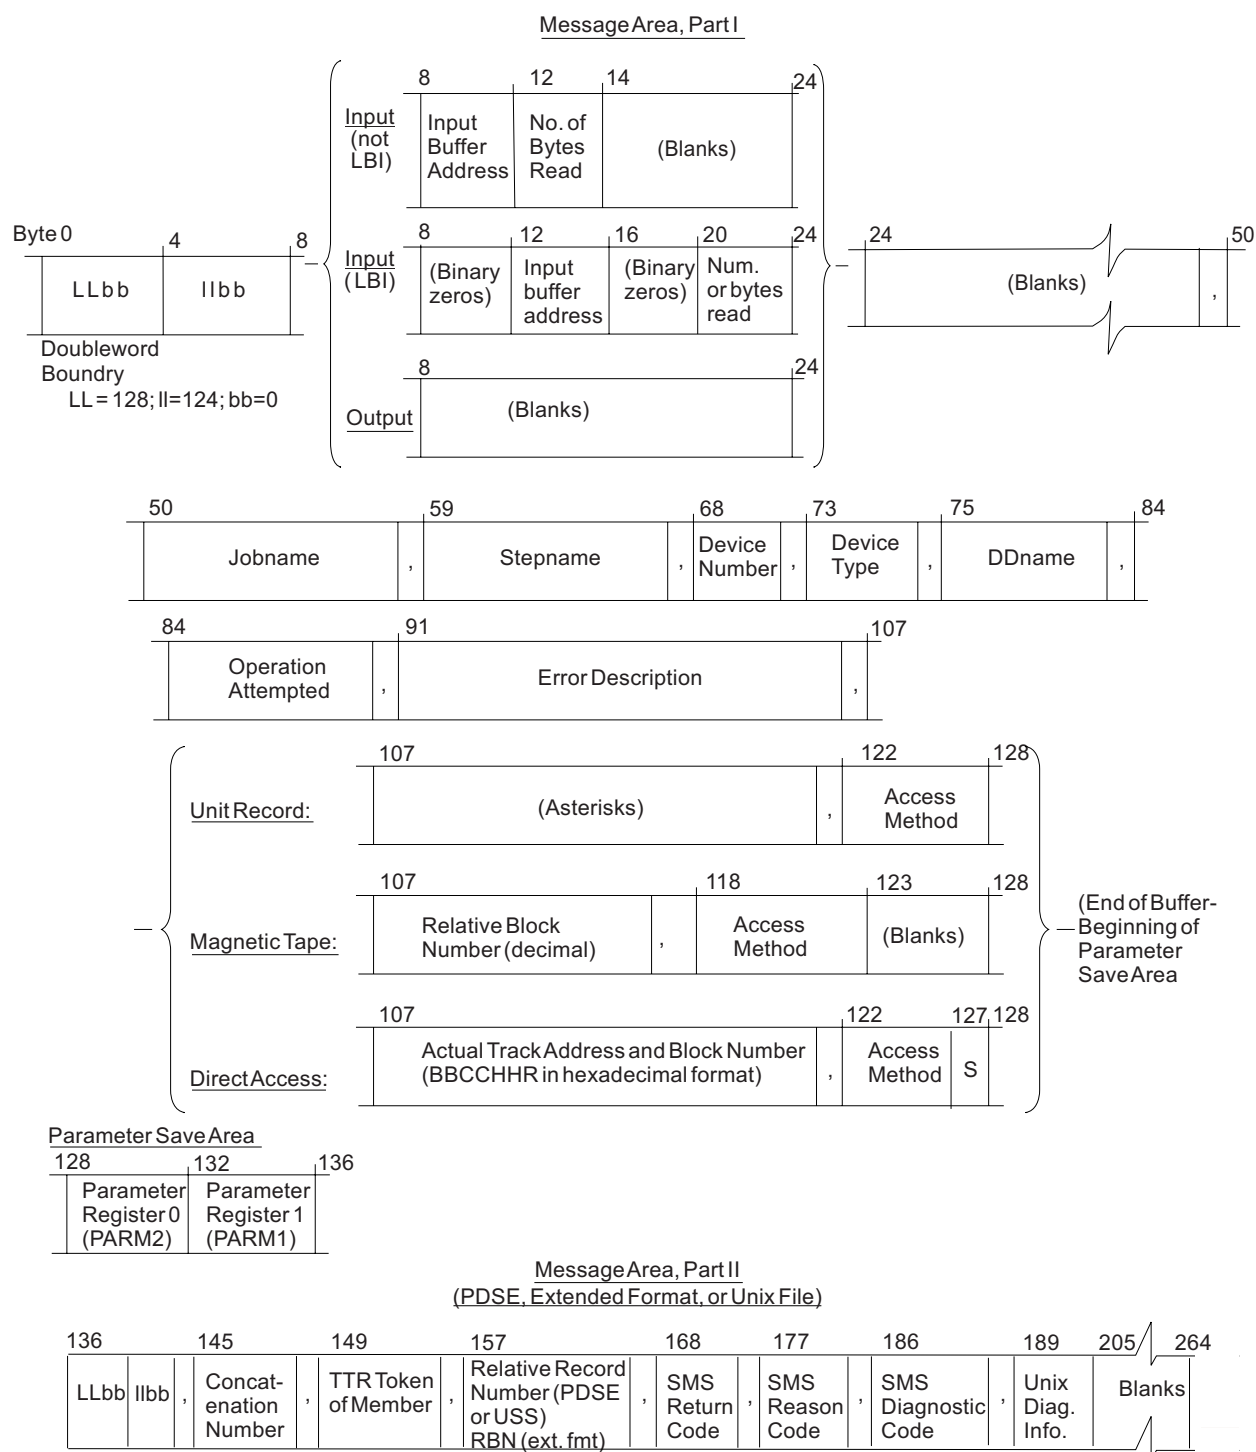 Message Area, Part I
8 12 14 24
Input (not LBI)
Input Buffer Address
No. of Bytes Read
(Blanks)
Byte 0 4 8
LLbb
llbb
Doubleword Boundry
LL = 128; ll=124; bb=0
8 12 16 20 24
Input (LBI)
(Binary zeros)
Input buffer address
(Binary zeros)
Num. or bytes read
24 50
(Blanks)
,
8 24
Output
(Blanks)
50 59 68 73 75 84
Jobname , Stepname , Device Number , Device Type , DDname ,
84 91 107
Operation Attempted , Error Description ,
107 122 128
Unit Record:
(Asterisks) , Access Method
107 118 123 128
Magnetic Tape:
Relative Block Number (decimal) , Access Method (Blanks)
(End of Buffer-Beginning of Parameter Save Area
107 122 127 128
Direct Access:
Actual Track Address and Block Number (BBCCHHR in hexadecimal format) , Access Method S
Parameter Save Area
128 132 136
Parameter Register 0 (PARM2)
Parameter Register 1 (PARM1)
Message Area, Part II
(PDSE, Extended Format, or Unix File)
136 145 149 157 168 177 186 189 205 264
LLbb llbb , Concat-enation Number , TTR Token of Member , Relative Record Number (PDSE or USS) RBN (ext. fmt) , SMS Return Code , SMS Reason Code , SMS Diagnostic Code , Unix Diag. Info. Blanks